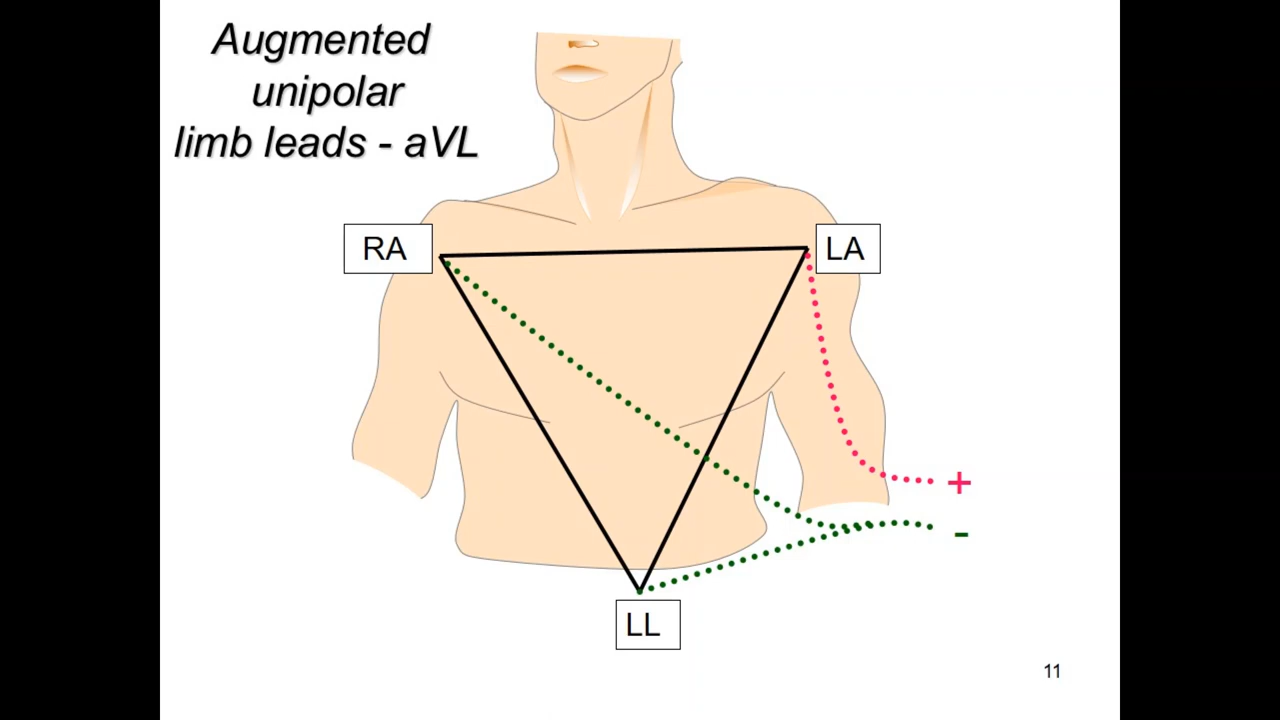 Augmented
unipolar
limb leads - aVL
RA
LA
+
-
LL
11